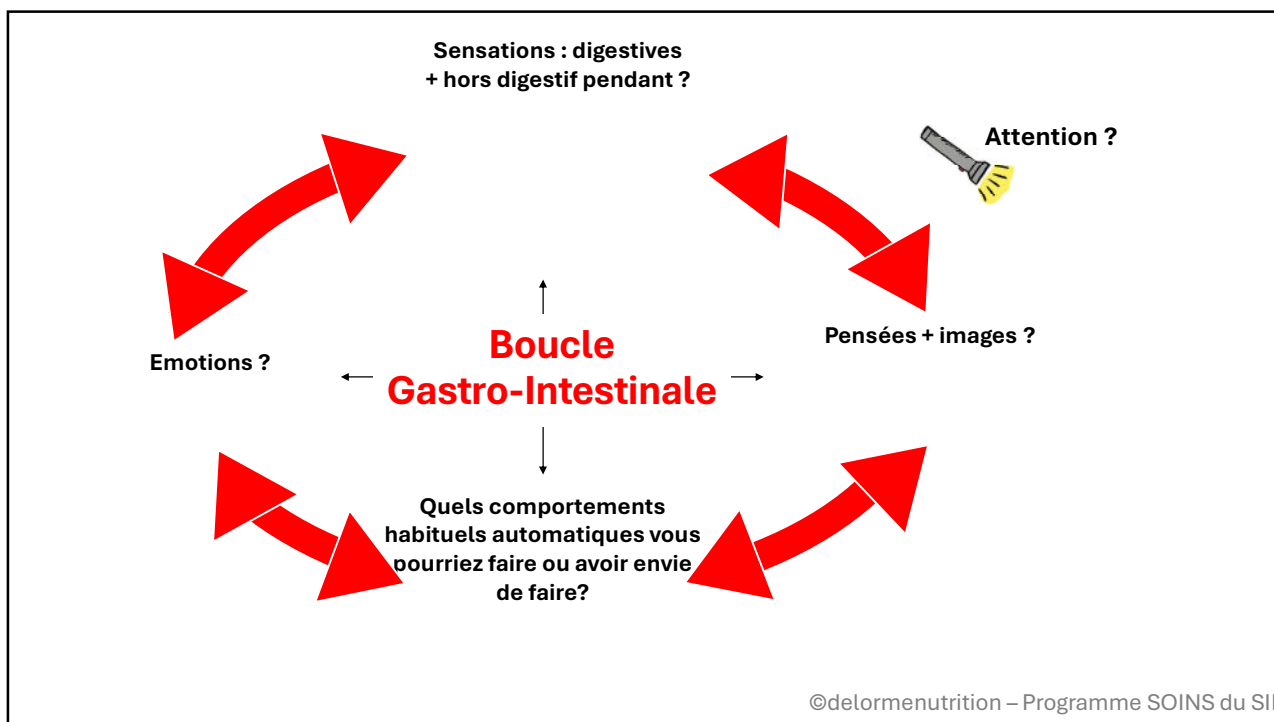 Sensations : digestives
+ hors digestif pendant ?
Attention ?
Pensées + images ?
Emotions ?
Boucle
Gastro-Intestinale
Quels comportements
habituels automatiques vous
pourriez faire ou avoir envie
de faire?
©delormenutrition – Programme SOINS du